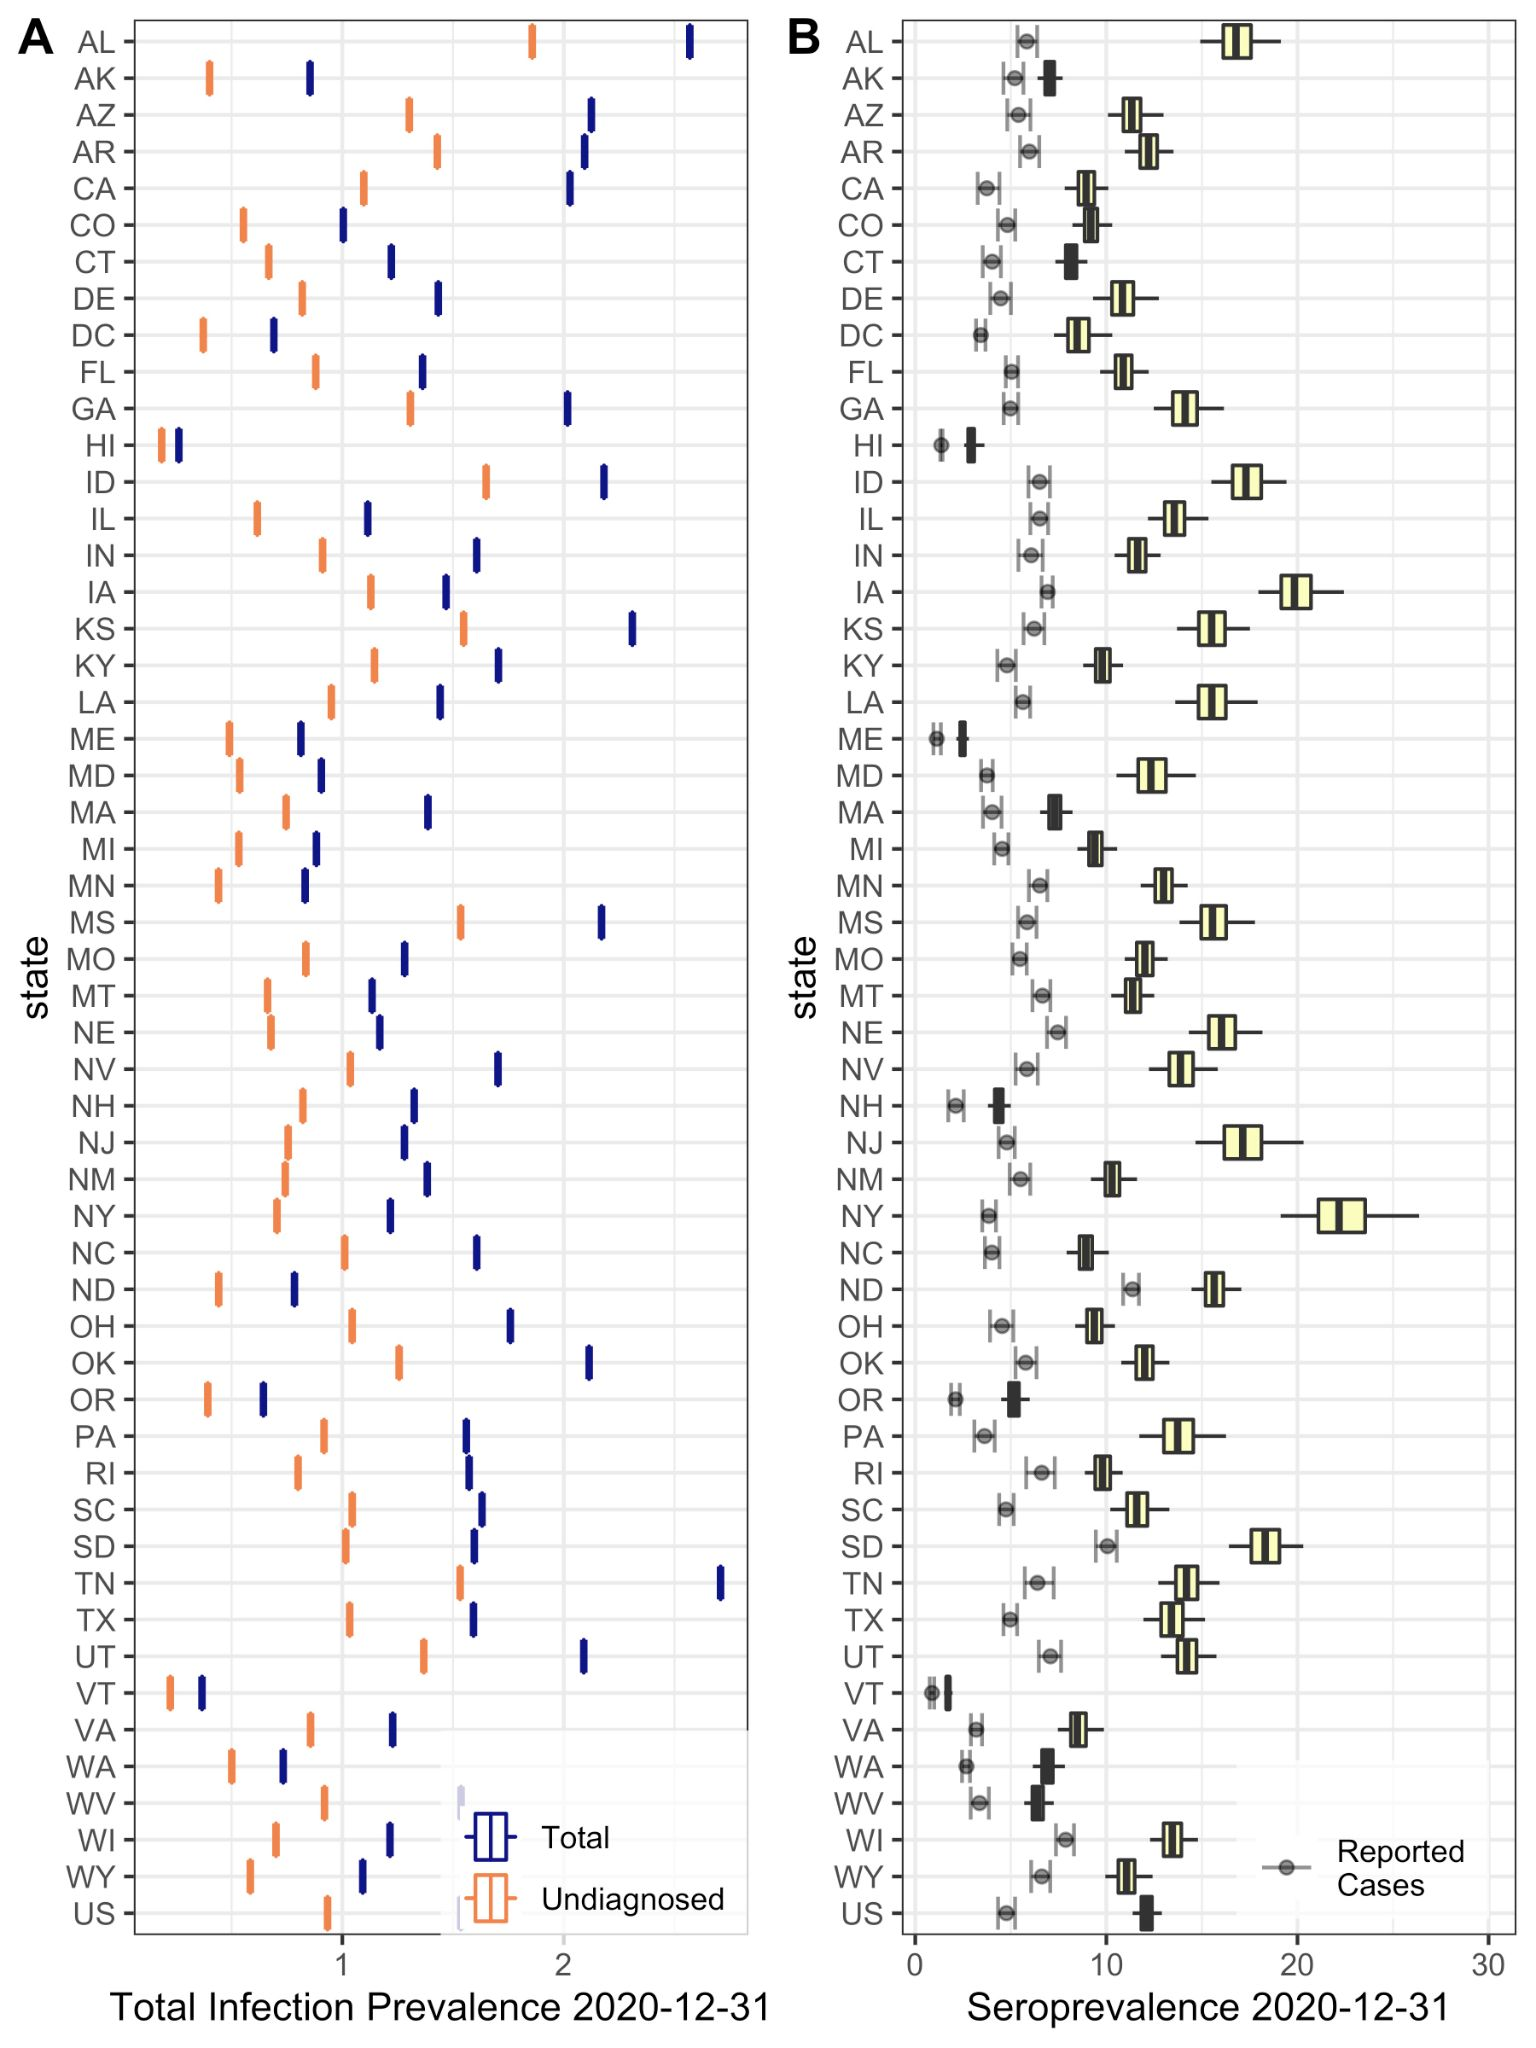 A
AL
AK
AZ
AR
CA
CO
CT
DE
DC
FL
GA
HI
ID
IL
IN
IA
KS
KY
LA
ME
MD
MA
MI
MN
MS
MO
MT
NE
NV
NH
NJ
NM
NY
NC
ND
OH
OK
OR
PA
RI
SC
SD
TN
TX
UT
VT
VA
WA
WV
WI
WY
US
state
Total
Undiagnosed
1 2
Total Infection Prevalence 2020-12-31
B
AL
AK
AZ
AR
CA
CO
CT
DE
DC
FL
GA
HI
ID
IL
IN
IA
KS
KY
LA
ME
MD
MA
MI
MN
MS
MO
MT
NE
NV
NH
NJ
NM
NY
NC
ND
OH
OK
OR
PA
RI
SC
SD
TN
TX
UT
VT
VA
WA
WV
WI
WY
US
state
Reported
Cases
0 10 20 30
Seroprevalence 2020-12-31